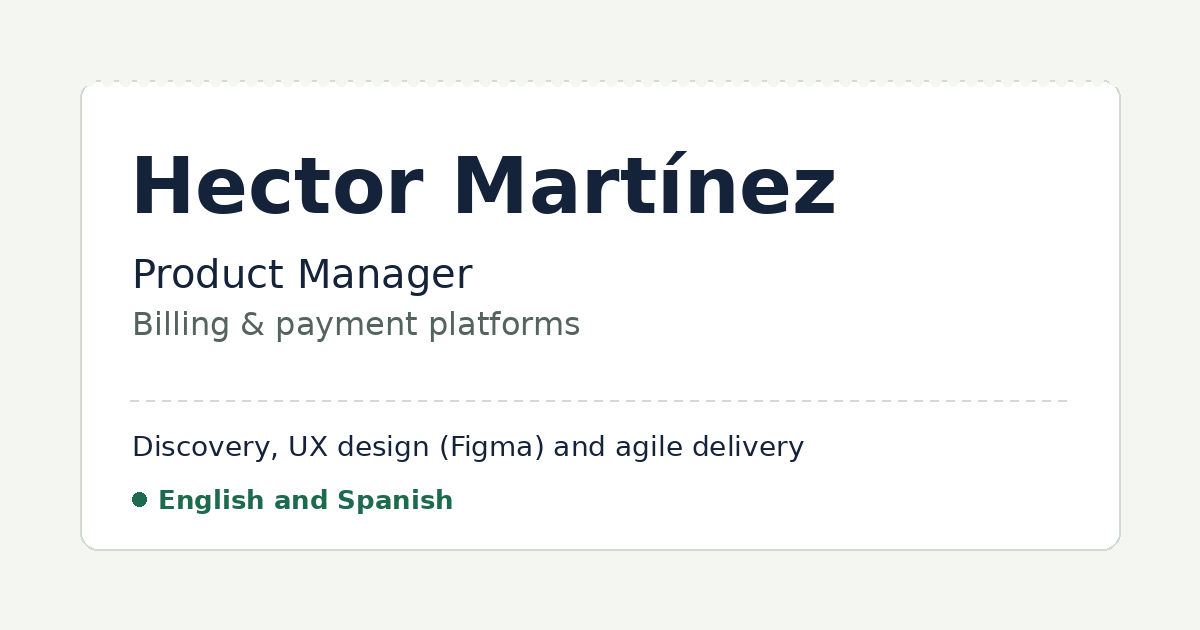 Hector Martínez
Product Manager
Billing & payment platforms
Discovery, UX design (Figma) and agile delivery
English and Spanish